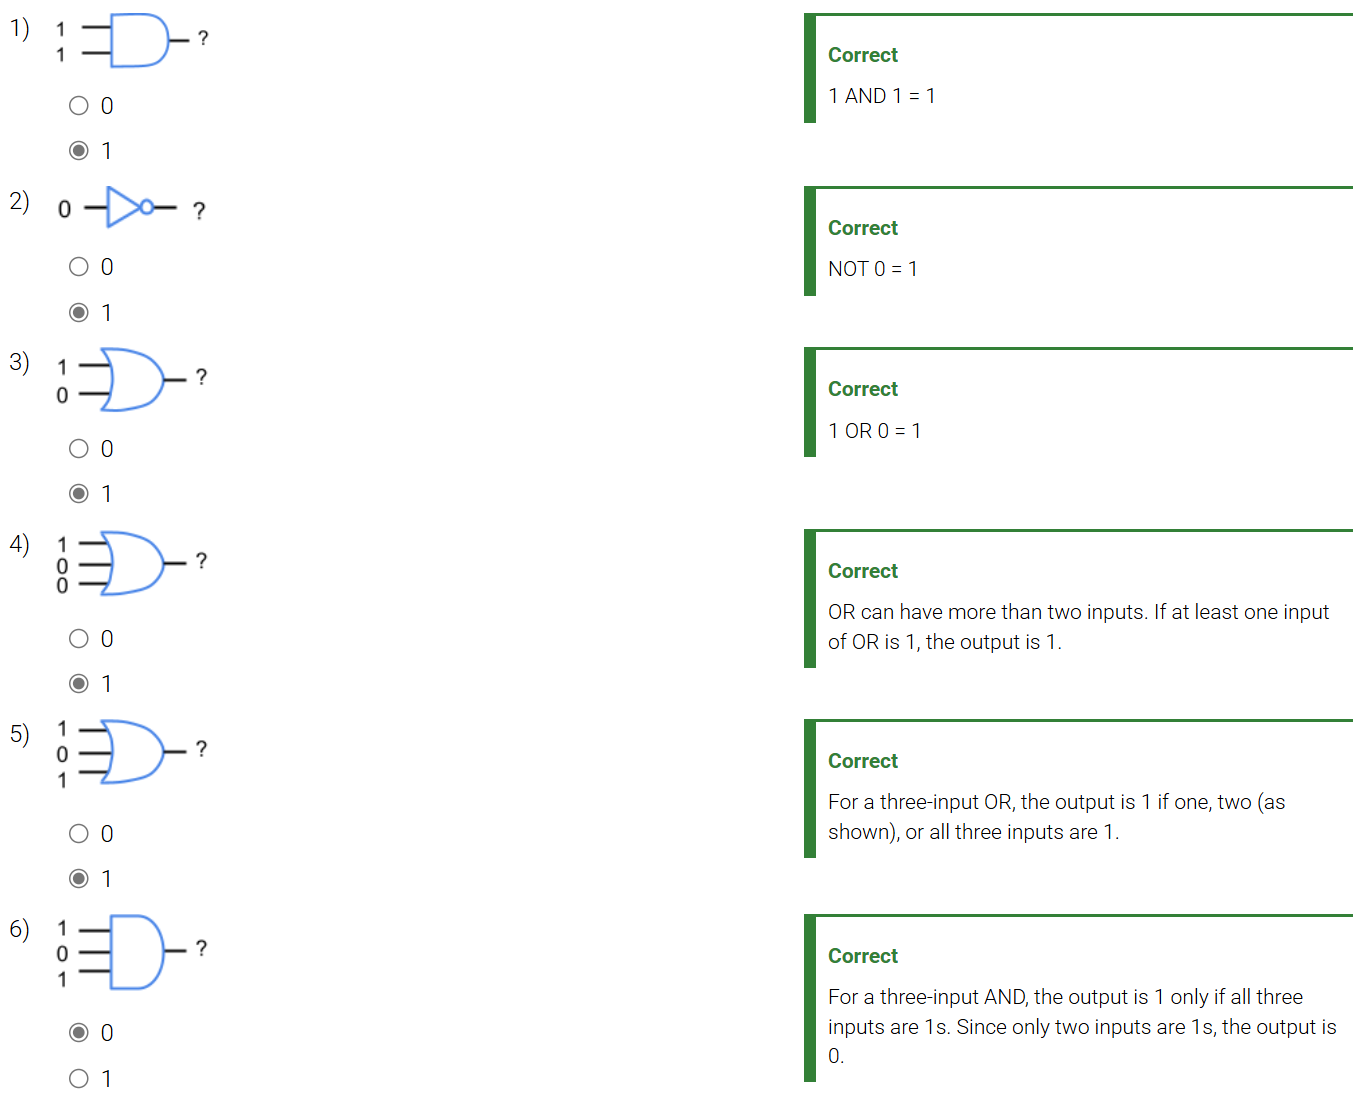 1)
1
1
?
0
1
Correct
1 AND 1 = 1
2)
0
?
0
1
Correct
NOT 0 = 1
3)
1
0
?
0
1
Correct
1 OR 0 = 1
4)
1
0
0
?
0
1
Correct
OR can have more than two inputs. If at least one input
of OR is 1, the output is 1.
5)
1
0
1
?
0
1
Correct
For a three-input OR, the output is 1 if one, two (as
shown), or all three inputs are 1.
6)
1
0
1
?
0
1
Correct
For a three-input AND, the output is 1 only if all three
inputs are 1s. Since only two inputs are 1s, the output is
0.